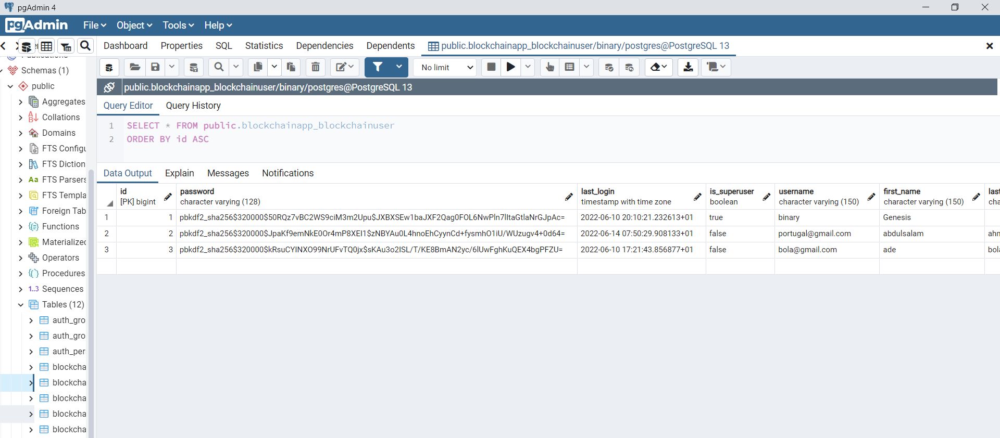 pgAdmin 4
pgAdmin File Object Tools Help
Dashboard Properties SQL Statistics Dependencies Dependents public.blockchainapp_blockchainuser/binary/postgres@PostgreSQL 13
Schemas (1)
No limit
public
public.blockchainapp_blockchainuser/binary/postgres@PostgreSQL 13
Aggregates
Query Editor Query History
Collations
1 SELECT * FROM public.blockchainapp_blockchainuser
Domains
2 ORDER BY id ASC
FTS Configu
FTS Diction
Data Output Explain Messages Notifications
Aa FTS Parsers
FTS Templa
id password last_login is_superuser username first_name last
[PK] bigint character varying (128) timestamp with time zone boolean character varying (150) character varying (150) cha
Foreign Tab
1 1 pbkdf2_sha256$320000$50RQz7vBC2WS9ciM3m2Upu$JXBXSEw1baJXF2Qag0FOL6NwPln7lItaGtlaNrGJpAc= 2022-06-10 20:10:21.232613+01 true binary Genesis
Functions
2 2 pbkdf2_sha256$320000$JpaKf9emNkE0Or4mP8XEI1$zNBYAu0L4hnoEhCyynCd+fysmhO1iU/WUzugv4+0d64= 2022-06-14 07:50:29.908133+01 false portugal@gmail.com abdulsalam ahn
Materialized
3 3 pbkdf2_sha256$320000$kRsuCYINXO99NrUFvTQ0jx$sKAu3o2ISL/T/KE8BmAN2yc/6lUwFghKuQEX4bgPFZU= 2022-06-10 17:21:43.856877+01 false bola@gmail.com ade bola
Operators
Procedures
1..3 Sequences
Tables (12)
auth_gro
auth_gro
auth_per
blockcha
blockcha
blockcha
blockcha
blockcha